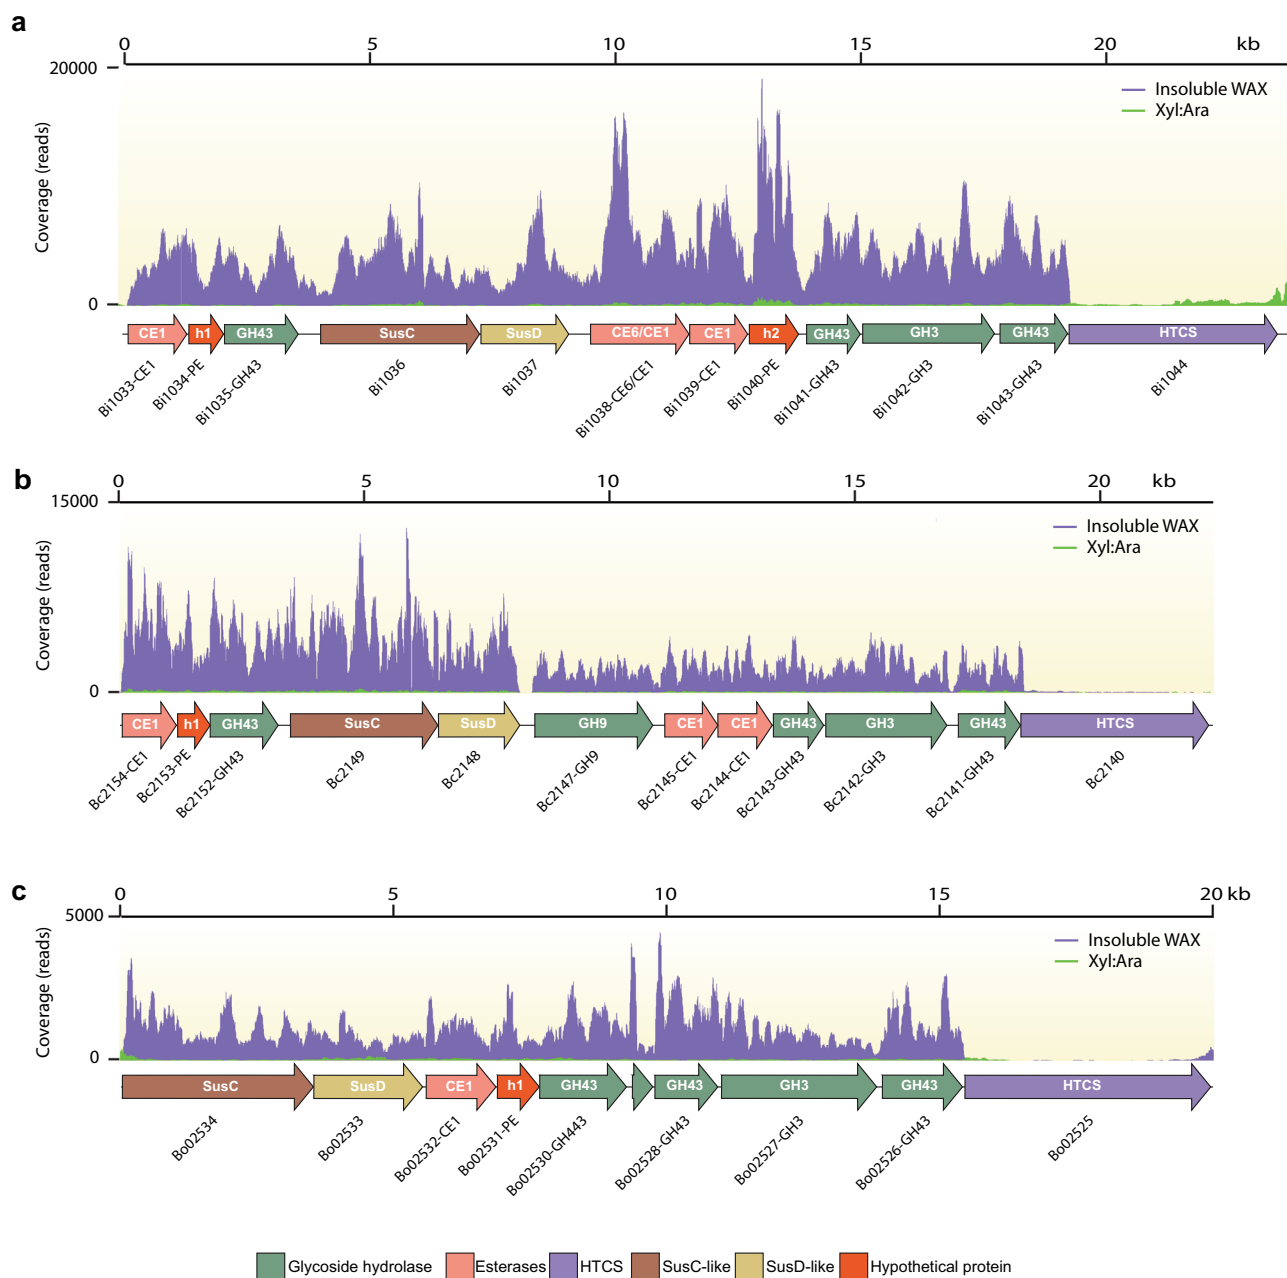 a
0 5 10 15 20 kb
20000
Insoluble WAX
Xyl:Ara
Coverage (reads)
0
CE1 h1 GH43 SusC SusD CE6/CE1 CE1 h2 GH43 GH3 GH43 HTCS
Bi1033-CE1 Bi1034-PE Bi1035-GH43 Bi1036 Bi1037 Bi1038-CE6/CE1 Bi1039-CE1 Bi1040-PE Bi1041-GH43 Bi1042-GH3 Bi1043-GH43 Bi1044
b
0 5 10 15 20 kb
15000
Insoluble WAX
Xyl:Ara
Coverage (reads)
0
CE1 h1 GH43 SusC SusD GH9 CE1 CE1 GH43 GH3 GH43 HTCS
Bc2154-CE1 Bc2153-PE Bc2152-GH43 Bc2149 Bc2148 Bc2147-GH9 Bc2145-CE1 Bc2144-CE1 Bc2143-GH43 Bc2142-GH3 Bc2141-GH43 Bc2140
c
0 5 10 15 20 kb
5000
Insoluble WAX
Xyl:Ara
Coverage (reads)
0
SusC SusD CE1 h1 GH43 GH43 GH3 GH43 HTCS
Bo02534 Bo02533 Bo02532-CE1 Bo02531-PE Bo02530-GH443 Bo02528-GH43 Bo02527-GH3 Bo02526-GH43 Bo02525
Glycoside hydrolase Esterases HTCS SusC-like SusD-like Hypothetical protein